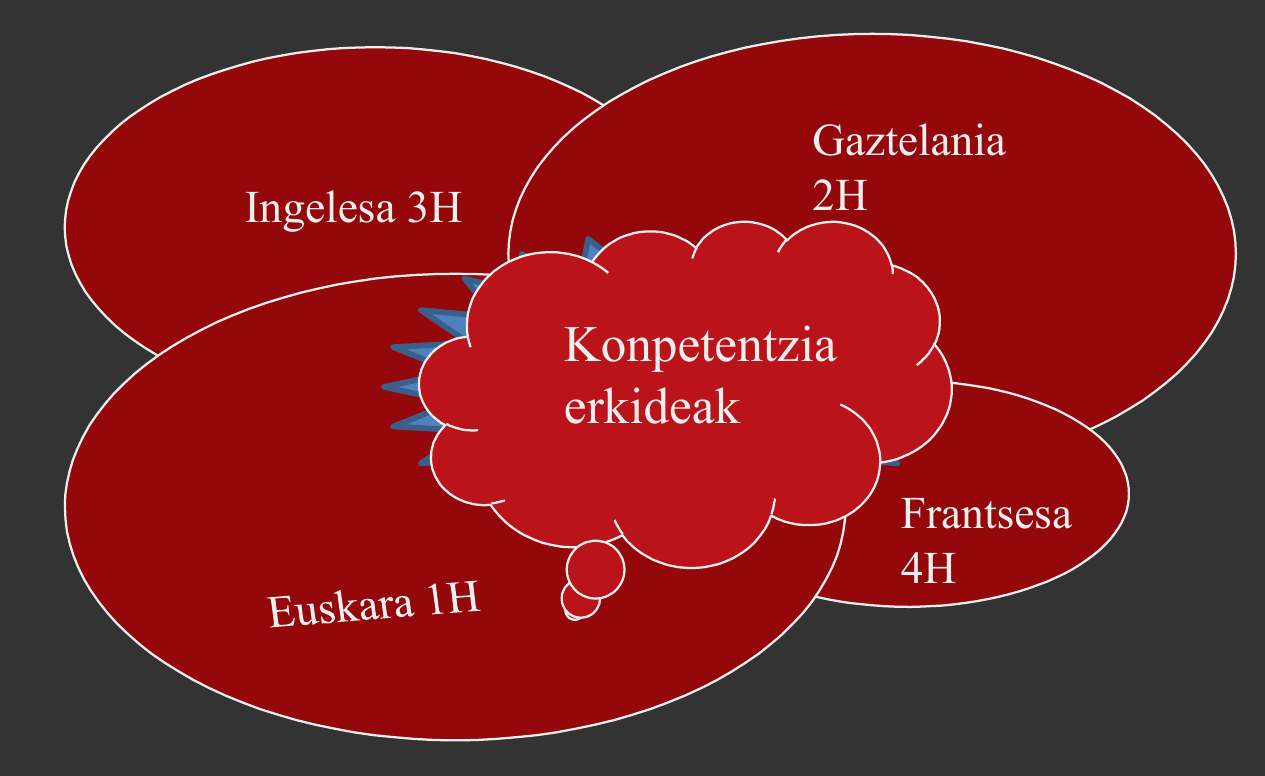 Ingelesa 3H
Gaztelania
2H
Konpetentzia
erkideak
Frantsesa
4H
Euskara 1H